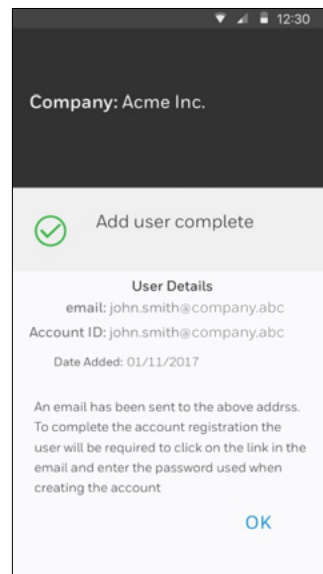 12:30
Company: Acme Inc.
Add user complete
User Details
email: john.smith@company.abc
Account ID: john.smith@company.abc
Date Added: 01/11/2017
An email has been sent to the above addrss.
To complete the account registration the
user will be required to click on the link in the
email and enter the password used when
creating the account
OK